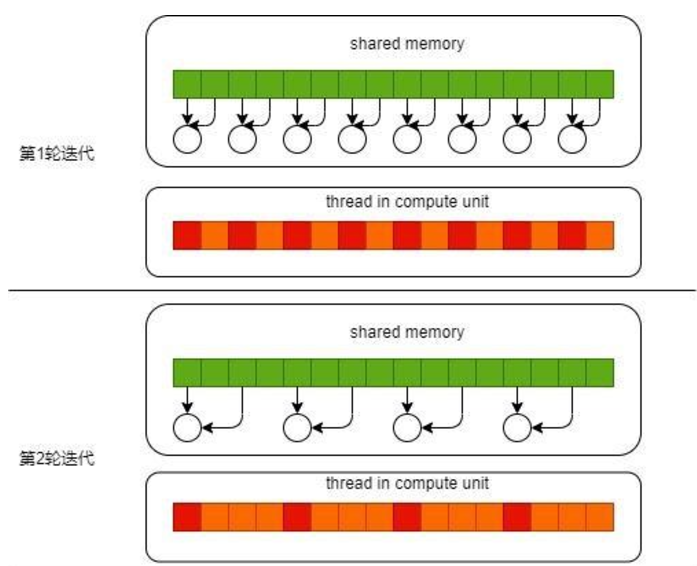 shared memory
第1轮迭代
thread in compute unit
shared memory
第2轮迭代
thread in compute unit